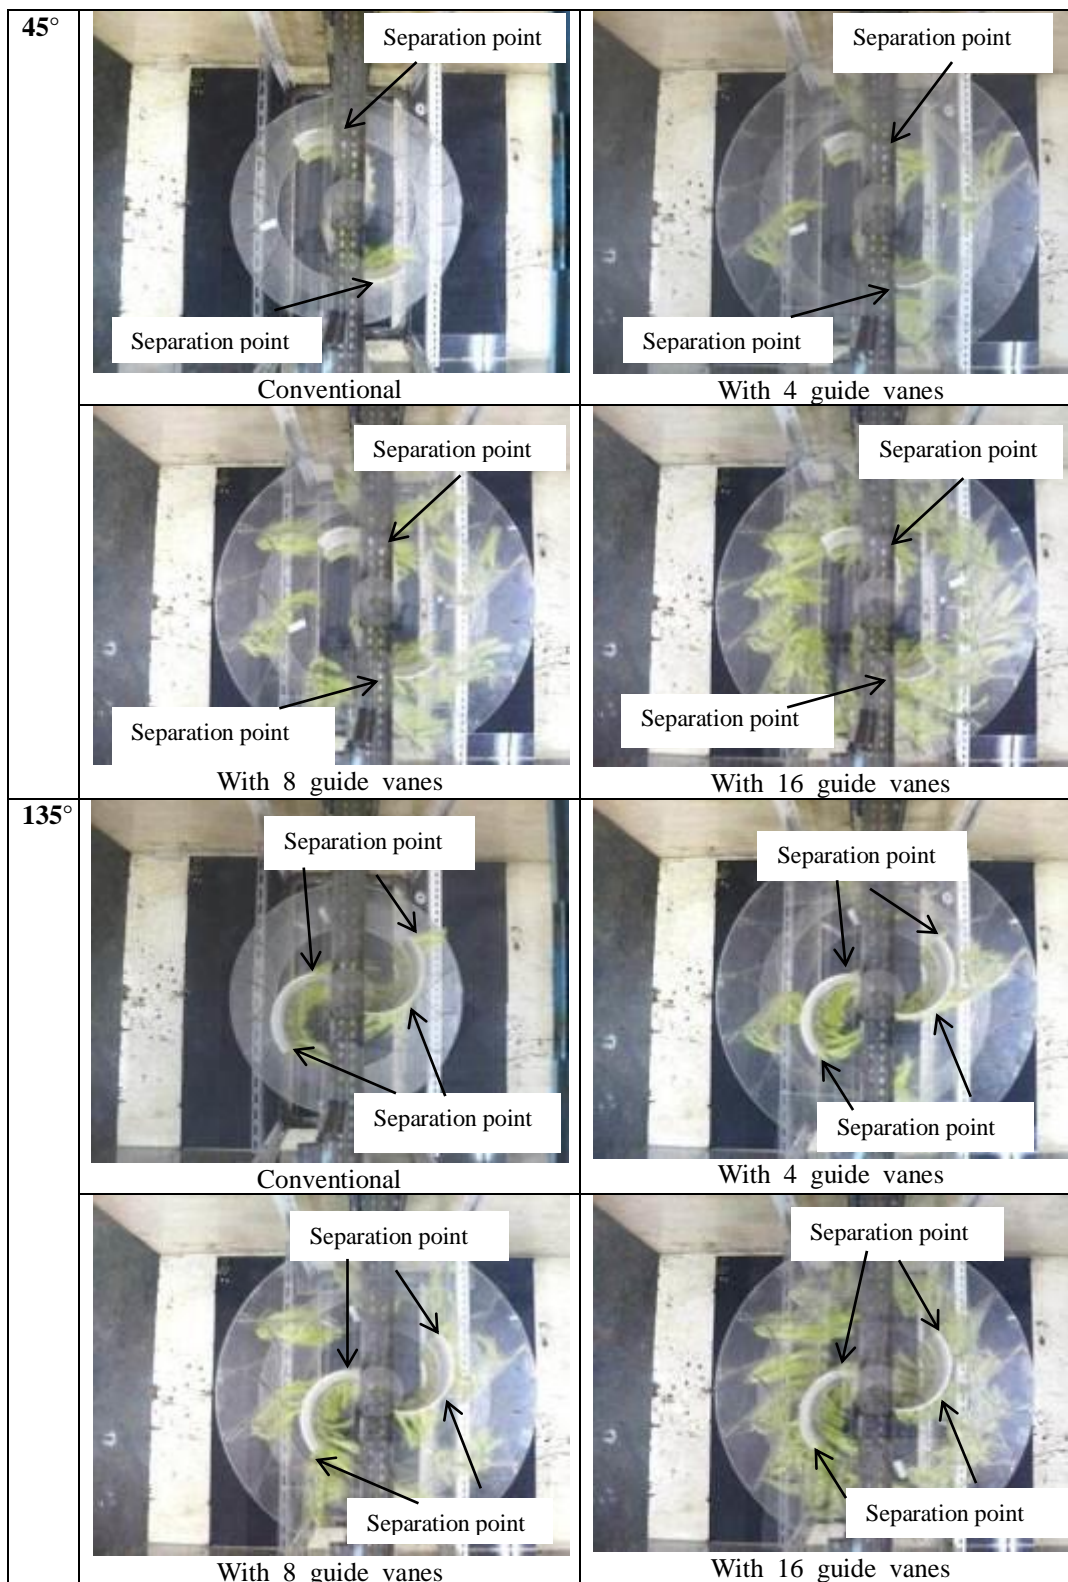 45°
Separation point
Separation point
Conventional
Separation point
Separation point
With 4 guide vanes
Separation point
Separation point
With 8 guide vanes
Separation point
Separation point
With 16 guide vanes
135°
Separation point
Separation point
Conventional
Separation point
Separation point
With 4 guide vanes
Separation point
Separation point
With 8 guide vanes
Separation point
Separation point
With 16 guide vanes